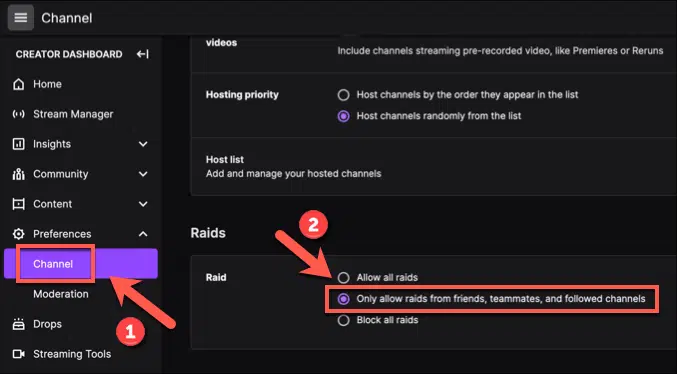 Channel
CREATOR DASHBOARD
Home
Stream Manager
Insights
Community
Content
Preferences
Channel
Moderation
Drops
Streaming Tools
videos
Include channels streaming pre-recorded video, like Premieres or Reruns
Hosting priority
Host channels by the order they appear in the list
Host channels randomly from the list
Host list
Add and manage your hosted channels
Raids
Raid
Allow all raids
Only allow raids from friends, teammates, and followed channels
Block all raids
1
2